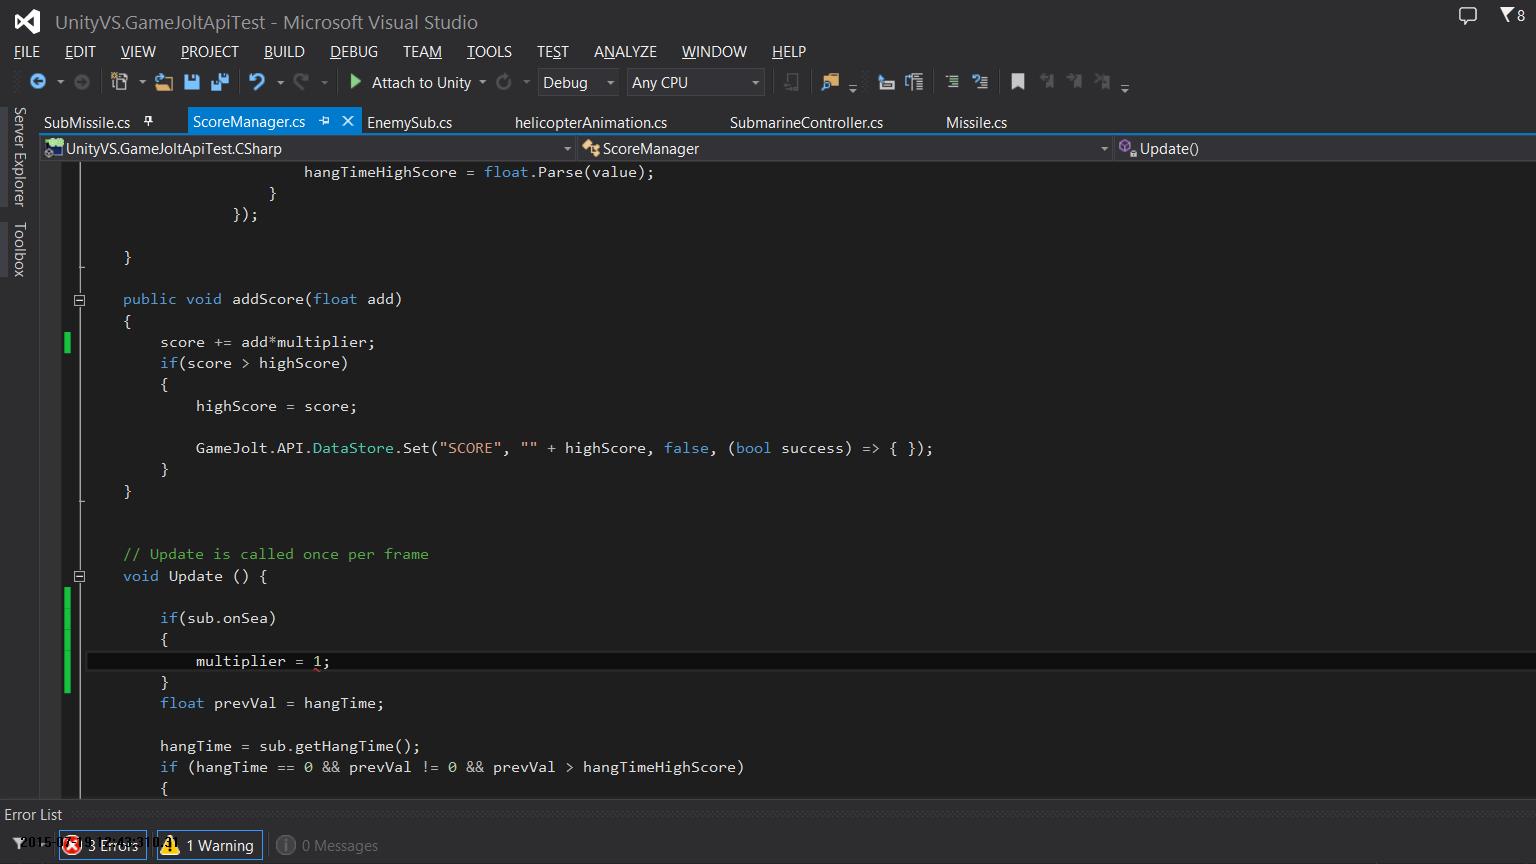 UnityVS.GameJoltApiTest - Microsoft Visual Studio
8
FILE EDIT VIEW PROJECT BUILD DEBUG TEAM TOOLS TEST ANALYZE WINDOW HELP
Attach to Unity Debug Any CPU
Server Explorer
Toolbox
SubMissile.cs ScoreManager.cs EnemySub.cs helicopterAnimation.cs SubmarineController.cs Missile.cs
UnityVS.GameJoltApiTest.CSharp ScoreManager Update()
hangTimeHighScore = float.Parse(value);
}
});
}
public void addScore(float add)
{
score += add*multiplier;
if(score > highScore)
{
highScore = score;
GameJolt.API.DataStore.Set("SCORE", "" + highScore, false, (bool success) => { });
}
}
// Update is called once per frame
void Update () {
if(sub.onSea)
{
multiplier = 1;
}
float prevVal = hangTime;
hangTime = sub.getHangTime();
if (hangTime == 0 && prevVal != 0 && prevVal > hangTimeHighScore)
{
Error List
3 Errors 1 Warning 0 Messages